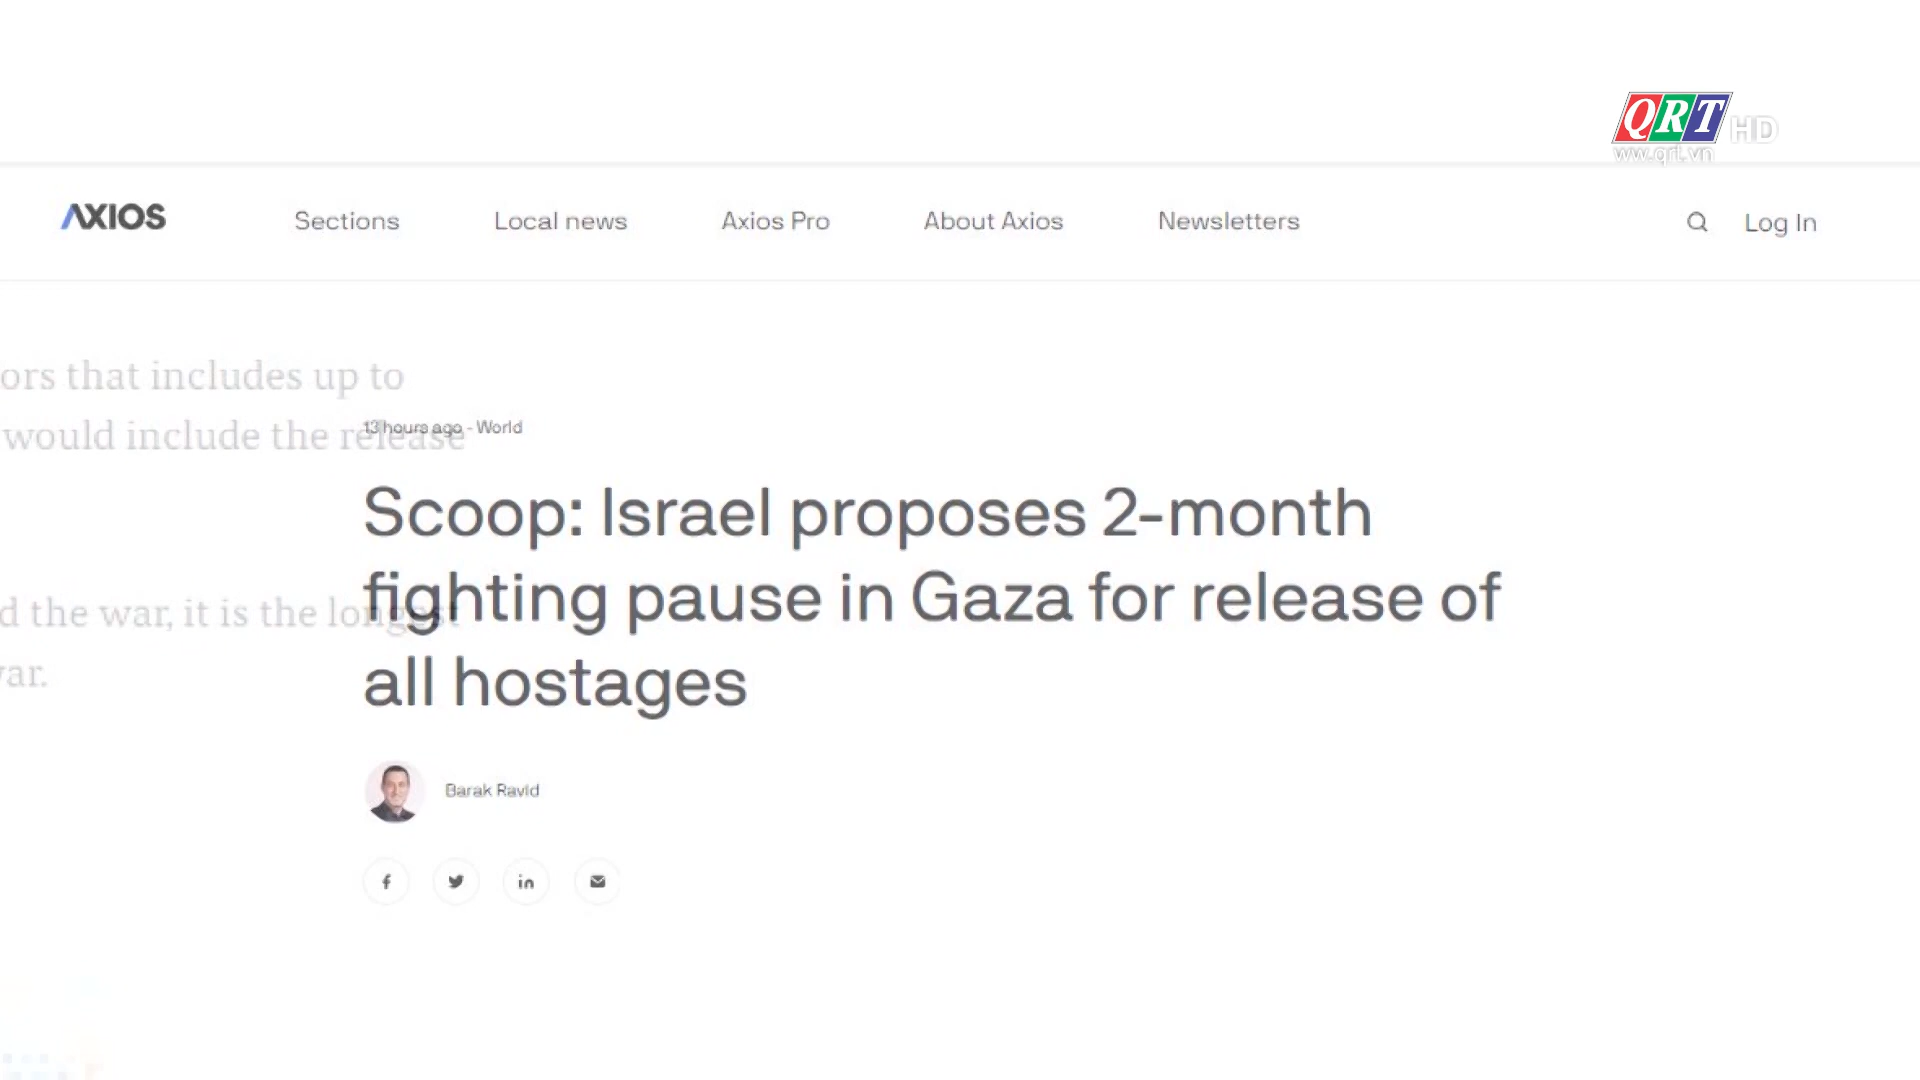 QRT HD
www.qrt.vn
AXIOS
Sections
Local news
Axios Pro
About Axios
Newsletters
Log In
ors that includes up to
would include the release
13 hours ago - World
Scoop: Israel proposes 2-month
fighting pause in Gaza for release of
all hostages
d the war, it is the longest
ar.
Barak Ravid